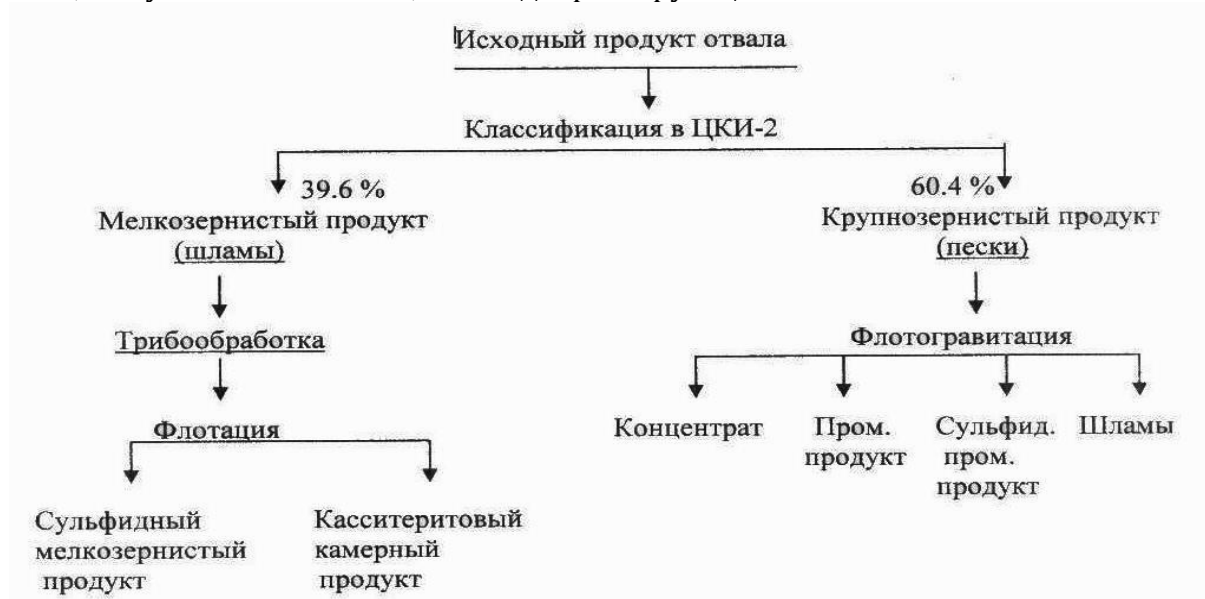 Исходный продукт отвала
Классификация в ЦКИ-2
39.6 %
Мелкозернистый продукт
(шламы)
60.4 %
Крупнозернистый продукт
(пески)
Трибообработка
Флотация
Сульфидный
мелкозернистый
продукт
Касситеритовый
камерный
продукт
Флотогравитация
Концентрат
Пром.
продукт
Сульфид.
пром.
продукт
Шламы